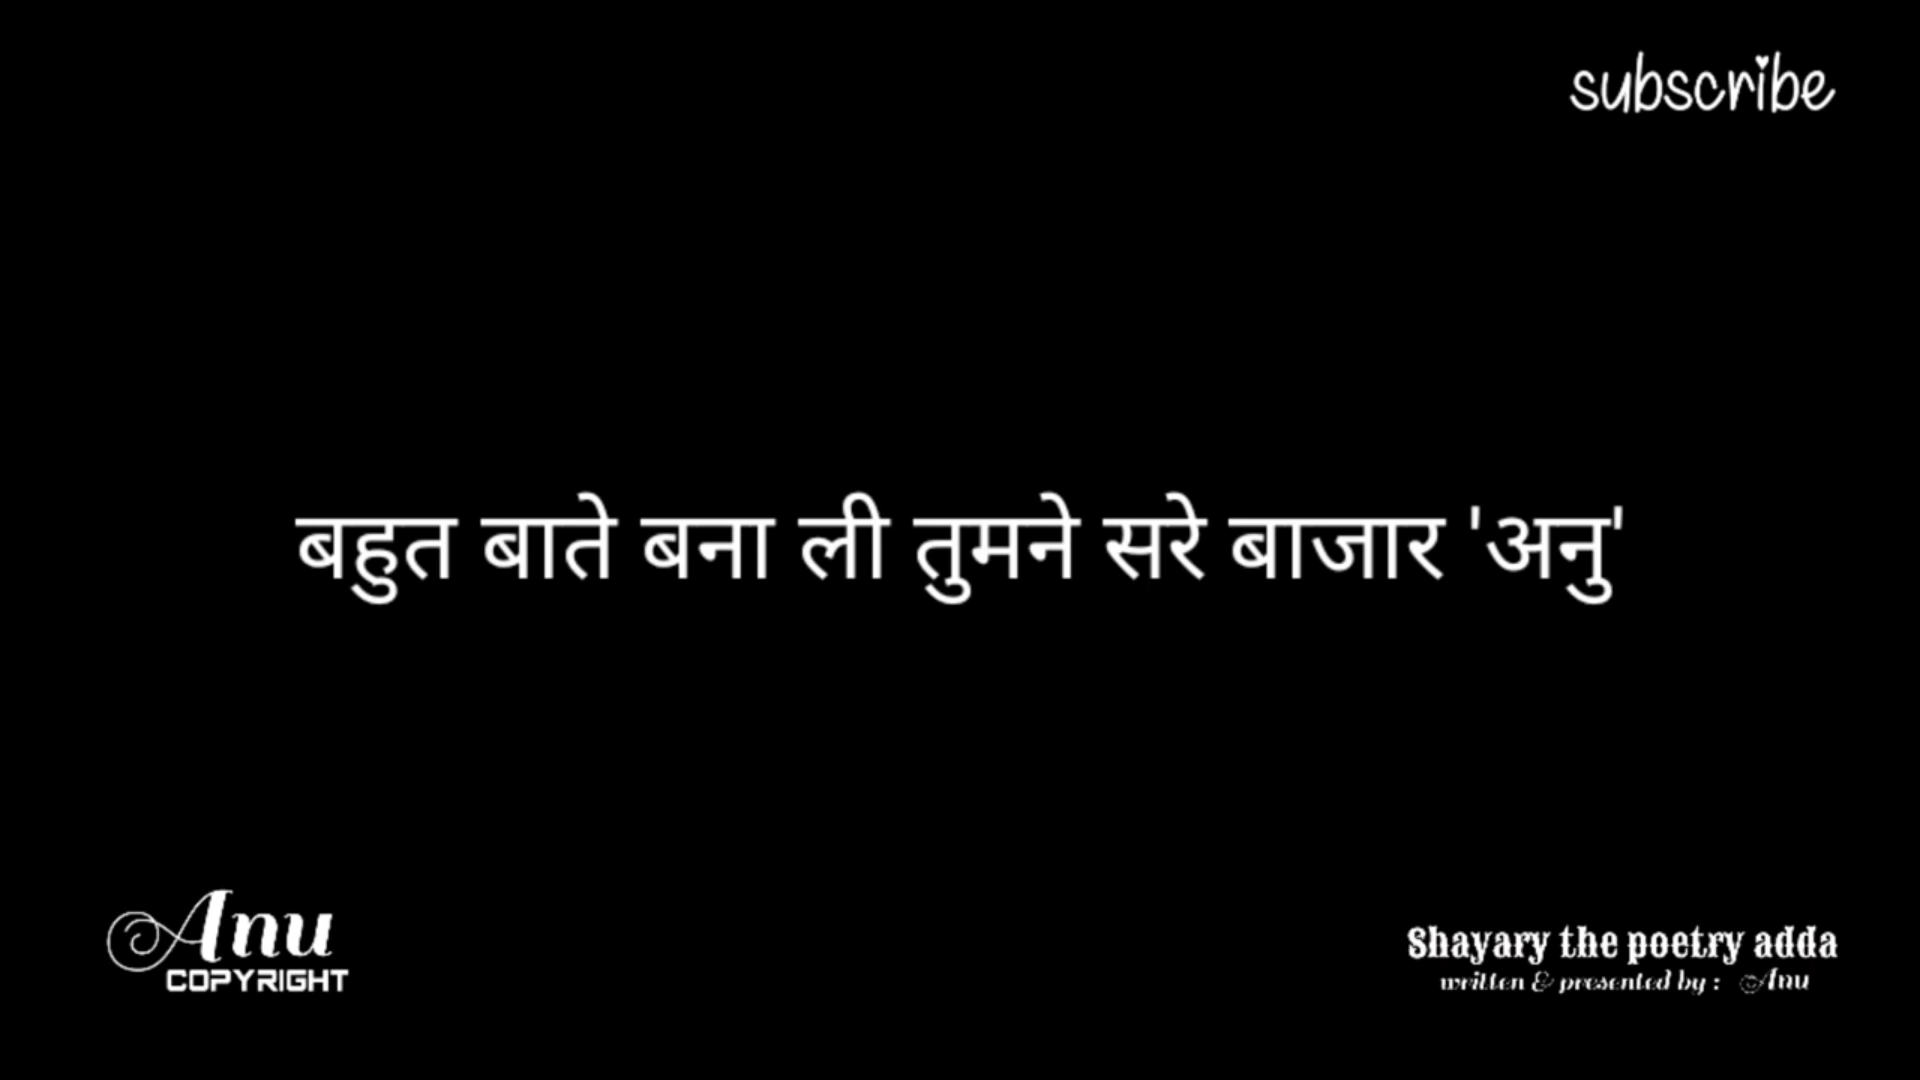 subscribe
बहुत बाते बना ली तुमने सरे बाजार 'अनु'
Anu
COPYRIGHT
Shayary the poetry adda
written & presented by : Anu